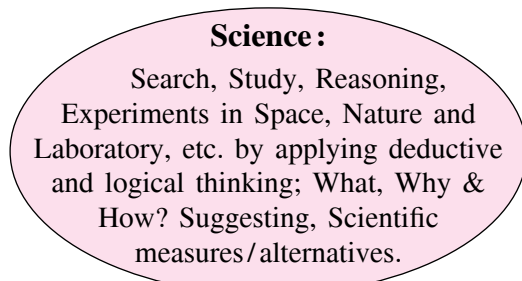 Science:
Search, Study, Reasoning,
Experiments in Space, Nature and
Laboratory, etc. by applying deductive
and logical thinking; What, Why &
How? Suggesting, Scientific
measures/alternatives.